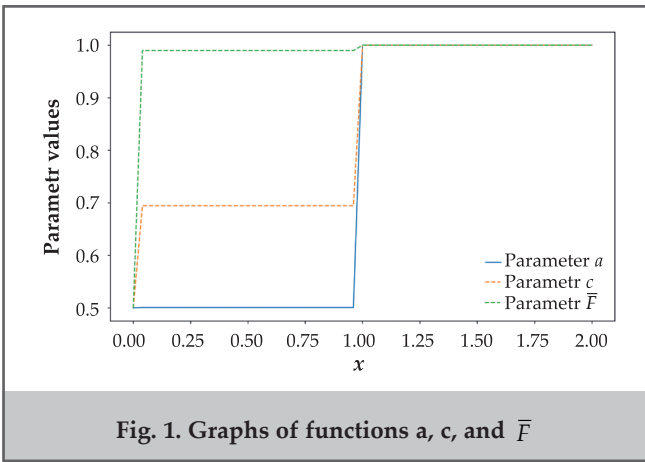 1.0
0.9
0.8
0.7
0.6
0.5
Parametr values
Parameter a
Parametr c
Parametr F̅
0.00 0.25 0.50 0.75 1.00 1.25 1.50 1.75 2.00
x
Fig. 1. Graphs of functions a, c, and F̅